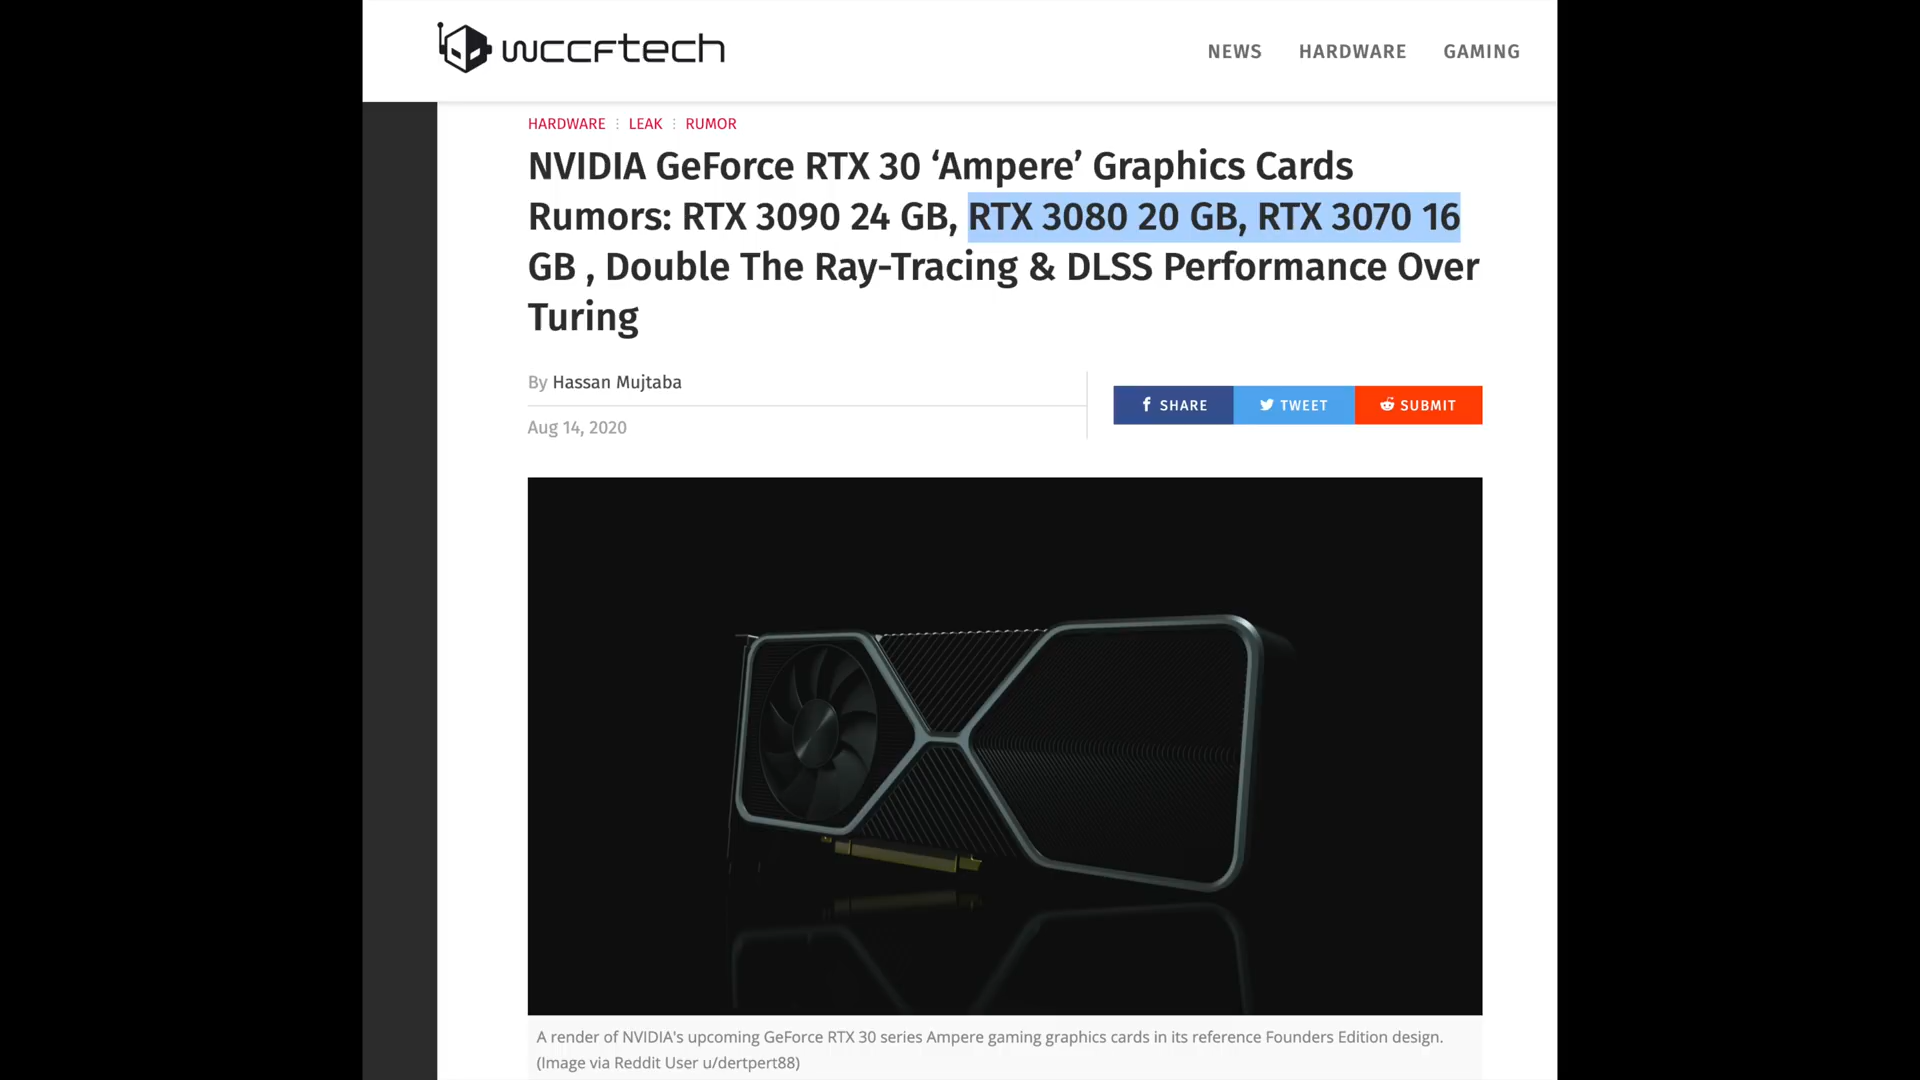 wccftech
NEWS HARDWARE GAMING
HARDWARE ⋮ LEAK ⋮ RUMOR
NVIDIA GeForce RTX 30 ‘Ampere’ Graphics Cards
Rumors: RTX 3090 24 GB, RTX 3080 20 GB, RTX 3070 16
GB , Double The Ray-Tracing & DLSS Performance Over
Turing
By Hassan Mujtaba
Aug 14, 2020
SHARE TWEET SUBMIT
A render of NVIDIA's upcoming GeForce RTX 30 series Ampere gaming graphics cards in its reference Founders Edition design.
(Image via Reddit User u/dertpert88)